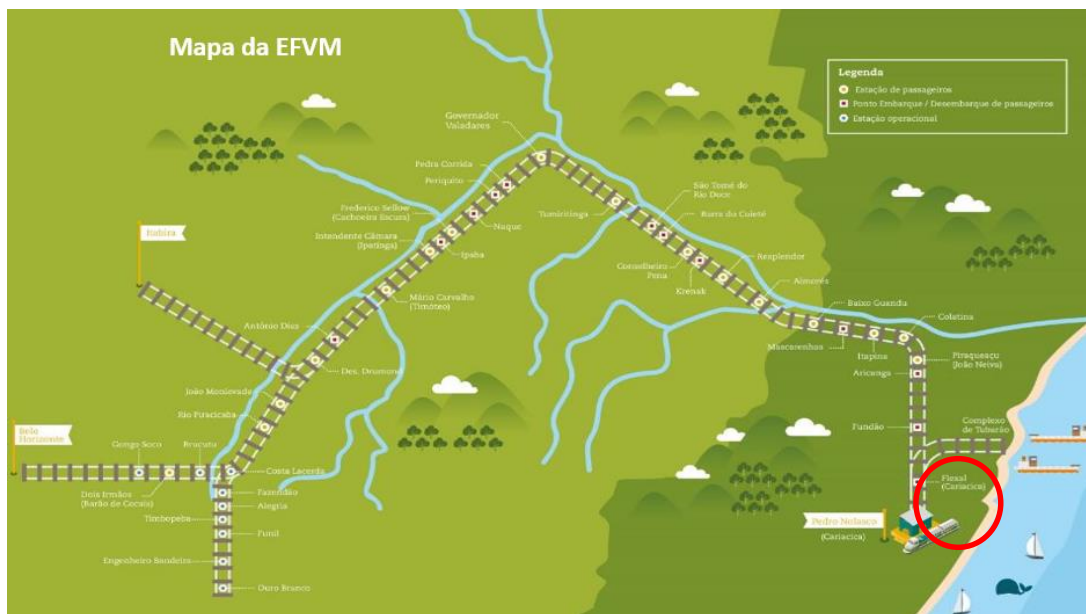 Mapa da EFVM
Legenda
Estação de passageiros
Ponto Embarque / Desembarque de passageiros
Estação operacional
Governador
Valadares
Pedra Corrida
Periquito
Frederico Sellow
(Cachoeira Escura)
Naque
Intendente Câmara
(Ipatinga)
Ipaba
Mário Carvalho
(Timóteo)
Antônio Dias
Des. Drumond
João Monlevade
Rio Piracicaba
Itabira
Belo
Horizonte
Gongo Soco
Brucutu
Costa Lacerda
Dois Irmãos
(Barão de Cocais)
Fazendão
Alegria
Timbopeba
Funil
Engenheiro Bandeira
Ouro Branco
São Tomé do
Rio Doce
Tumiritinga
Barra do Cuieté
Conselheiro
Pena
Krenak
Resplendor
Aimorés
Baixo Guandu
Mascarenhas
Itapina
Colatina
Piraqueaçu
(João Neiva)
Aricanga
Fundão
Complexo
de Tubarão
Flexal
(Cariacica)
Pedro Nolasco
(Cariacica)